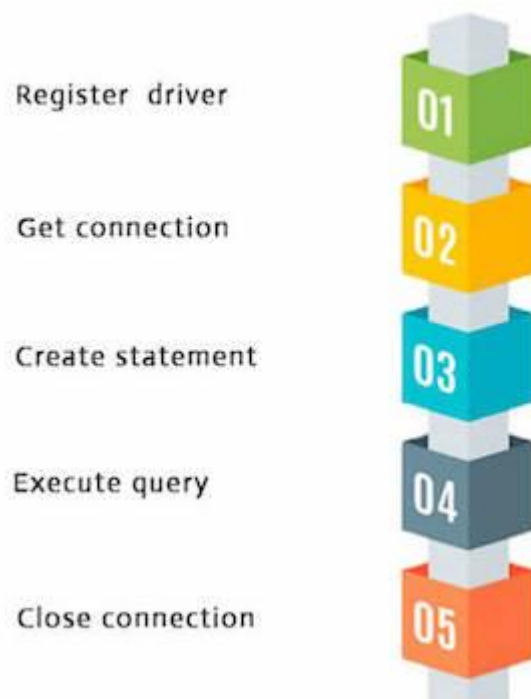 Register driver
01
Get connection
02
Create statement
03
Execute query
04
Close connection
05